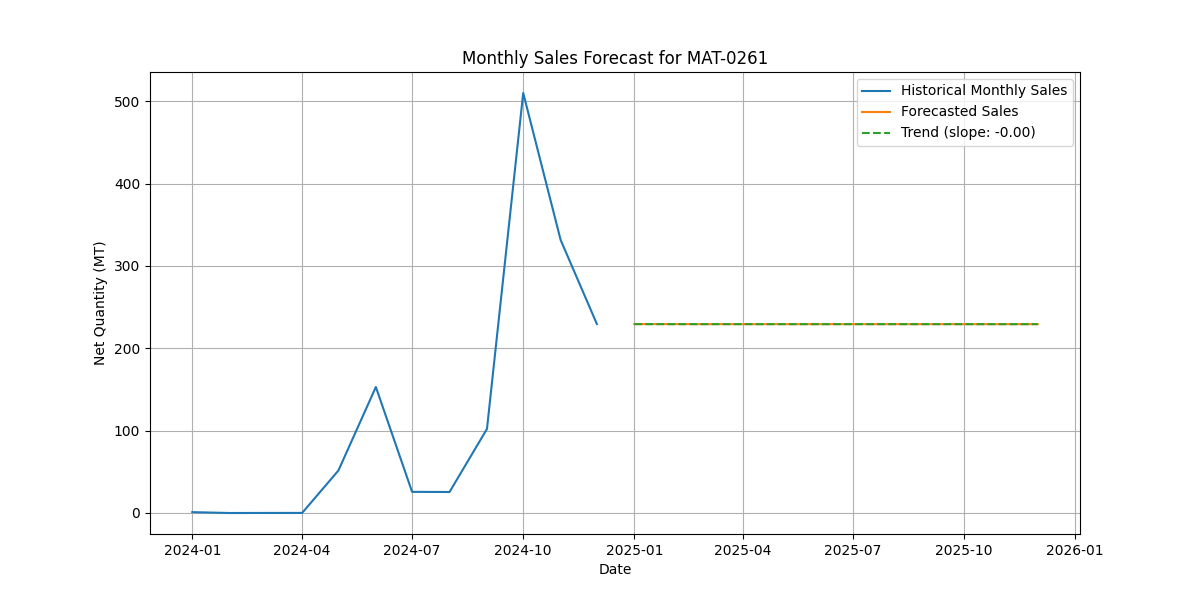 Monthly Sales Forecast for MAT-0261
Historical Monthly Sales
Forecasted Sales
Trend (slope: -0.00)
Net Quantity (MT)
500
400
300
200
100
0
2024-01 2024-04 2024-07 2024-10 2025-01 2025-04 2025-07 2025-10 2026-01
Date